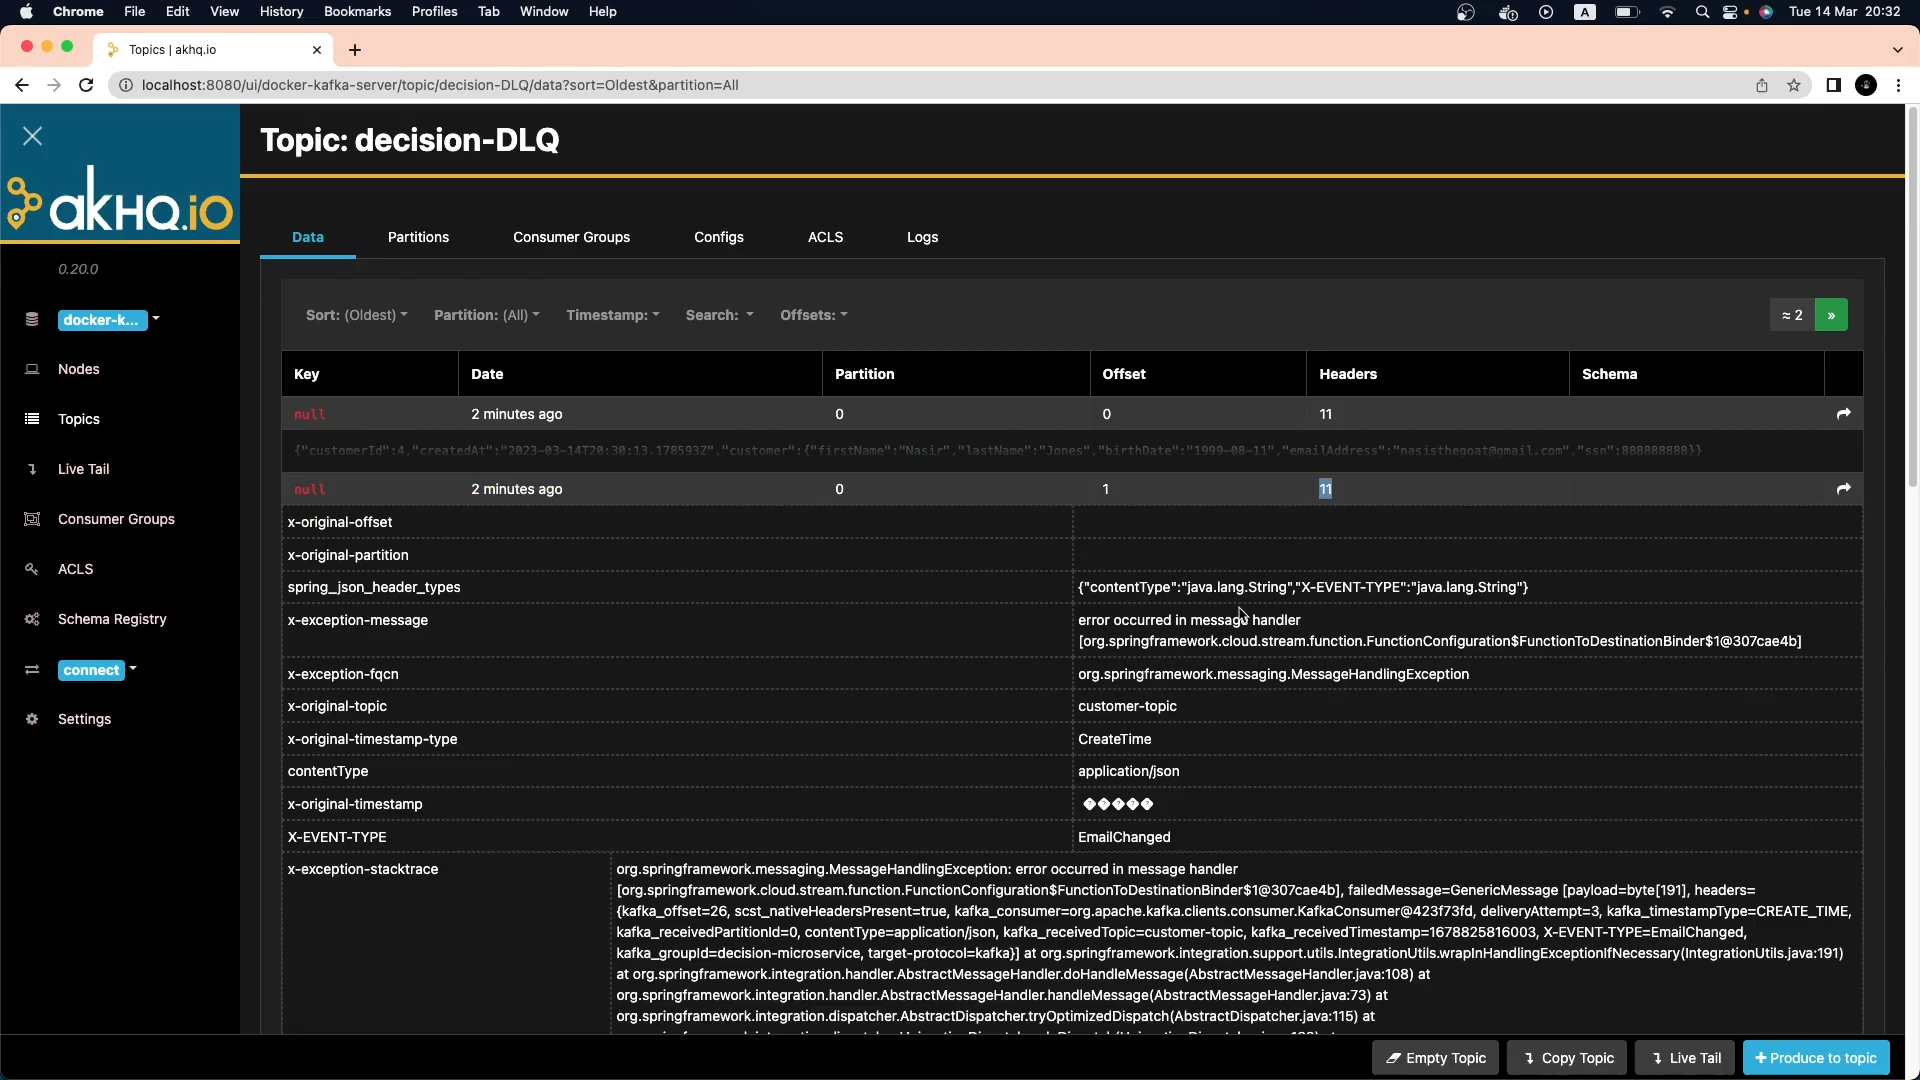 Chrome File Edit View History Bookmarks Profiles Tab Window Help
A
Tue 14 Mar 20:32
Topics | akhq.io
localhost:8080/ui/docker-kafka-server/topic/decision-DLQ/data?sort=Oldest&partition=All
akHQ.io
0.20.0
docker-k...
Nodes
Topics
Live Tail
Consumer Groups
ACLS
Schema Registry
connect
Settings
Topic: decision-DLQ
Data Partitions Consumer Groups Configs ACLS Logs
Sort: (Oldest) Partition: (All) Timestamp: Search: Offsets: ≈ 2 »
Key Date Partition Offset Headers Schema
null 2 minutes ago 0 0 11
{"customerId":4,"createdAt":"2023-03-14T20:30:13.178593Z","customer":{"firstName":"Nasir","lastName":"Jones","birthDate":"1999-08-11","emailAddress":"nasisthegoat@gmail.com","ssn":888888888}}
null 2 minutes ago 0 1 11
x-original-offset
x-original-partition
spring_json_header_types {"contentType":"java.lang.String","X-EVENT-TYPE":"java.lang.String"}
x-exception-message error occurred in message handler
[org.springframework.cloud.stream.function.FunctionConfiguration$FunctionToDestinationBinder$1@307cae4b]
x-exception-fqcn org.springframework.messaging.MessageHandlingException
x-original-topic customer-topic
x-original-timestamp-type CreateTime
contentType application/json
x-original-timestamp �����
X-EVENT-TYPE EmailChanged
x-exception-stacktrace org.springframework.messaging.MessageHandlingException: error occurred in message handler
[org.springframework.cloud.stream.function.FunctionConfiguration$FunctionToDestinationBinder$1@307cae4b], failedMessage=GenericMessage [payload=byte[191], headers=
{kafka_offset=26, scst_nativeHeadersPresent=true, kafka_consumer=org.apache.kafka.clients.consumer.KafkaConsumer@423f73fd, deliveryAttempt=3, kafka_timestampType=CREATE_TIME,
kafka_receivedPartitionId=0, contentType=application/json, kafka_receivedTopic=customer-topic, kafka_receivedTimestamp=1678825816003, X-EVENT-TYPE=EmailChanged,
kafka_groupId=decision-microservice, target-protocol=kafka}] at org.springframework.integration.support.utils.IntegrationUtils.wrapInHandlingExceptionIfNecessary(IntegrationUtils.java:191)
at org.springframework.integration.handler.AbstractMessageHandler.doHandleMessage(AbstractMessageHandler.java:108) at
org.springframework.integration.handler.AbstractMessageHandler.handleMessage(AbstractMessageHandler.java:73) at
org.springframework.integration.dispatcher.AbstractDispatcher.tryOptimizedDispatch(AbstractDispatcher.java:115) at
Empty Topic Copy Topic Live Tail + Produce to topic